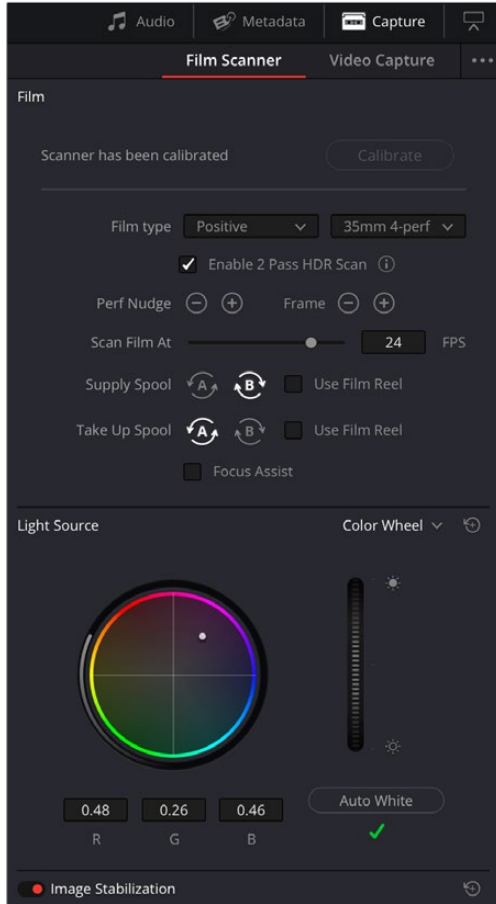 Audio Metadata Capture
Film Scanner Video Capture
Film
Scanner has been calibrated Calibrate
Film type Positive 35mm 4-perf
Enable 2 Pass HDR Scan
Perf Nudge Frame
Scan Film At 24 FPS
Supply Spool A B Use Film Reel
Take Up Spool A B Use Film Reel
Focus Assist
Light Source Color Wheel
0.48 0.26 0.46 Auto White
R G B
Image Stabilization